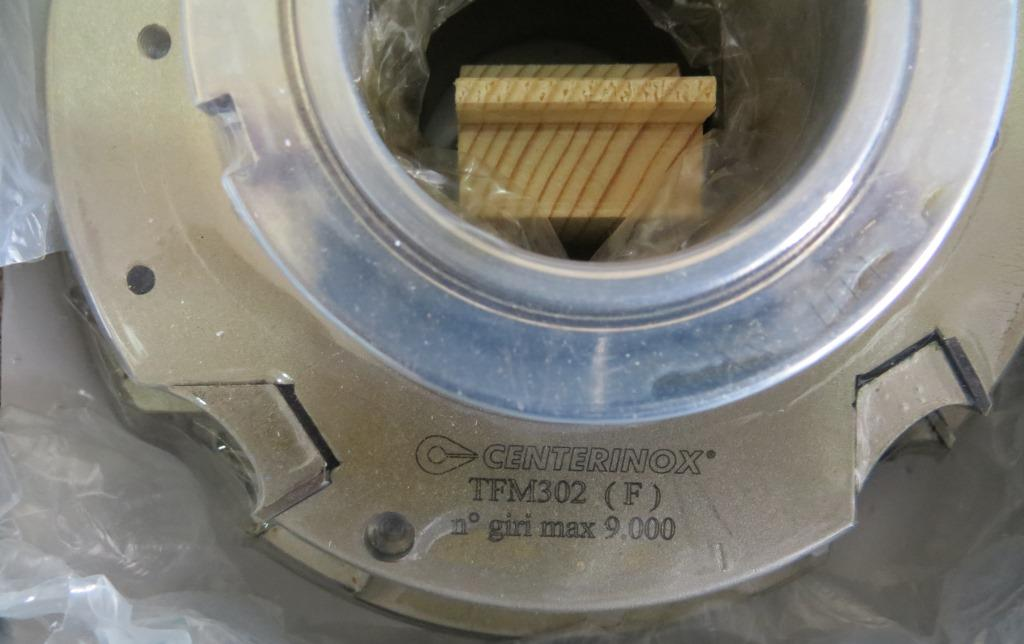 CENTERINOX®
TFM302 (F)
n° giri max 9.000